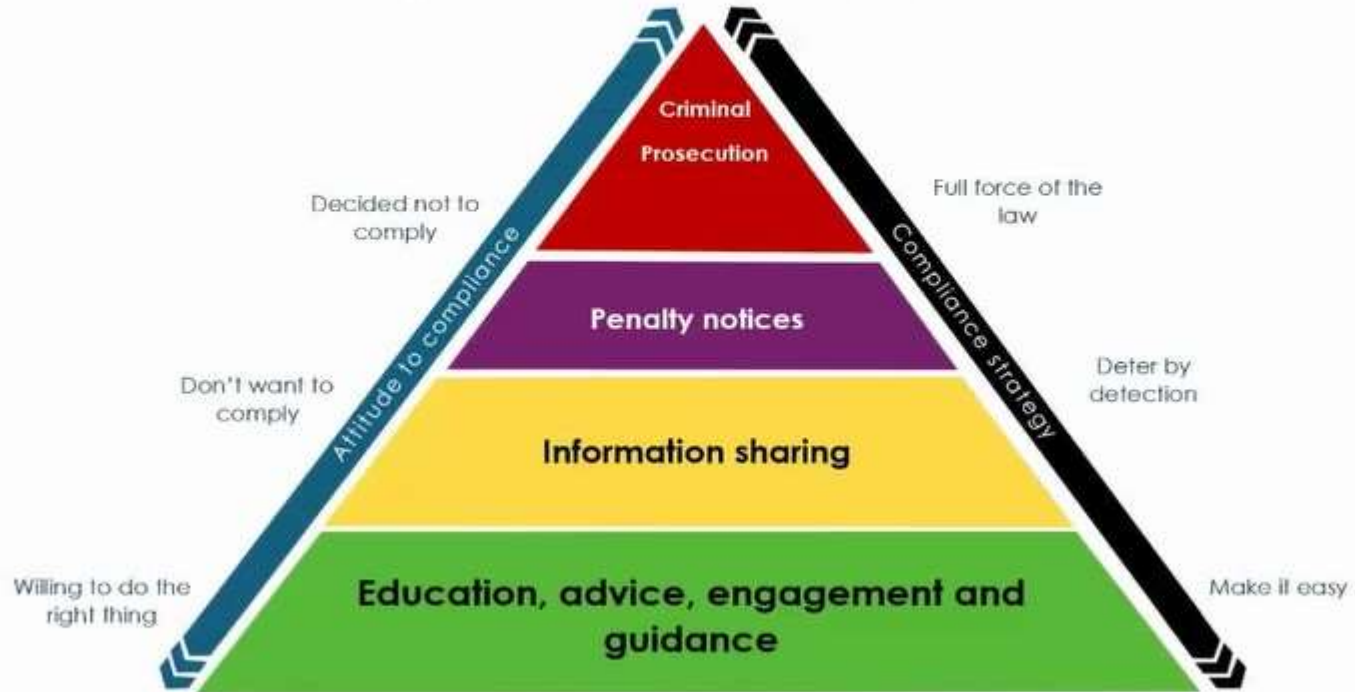 Criminal
Prosecution
Decided not to
comply
Full force of the
law
Attitude to compliance
Compliance strategy
Penalty notices
Don't want to
comply
Deter by
detection
Information sharing
Willing to do the
right thing
Education, advice, engagement and
guidance
Make it easy